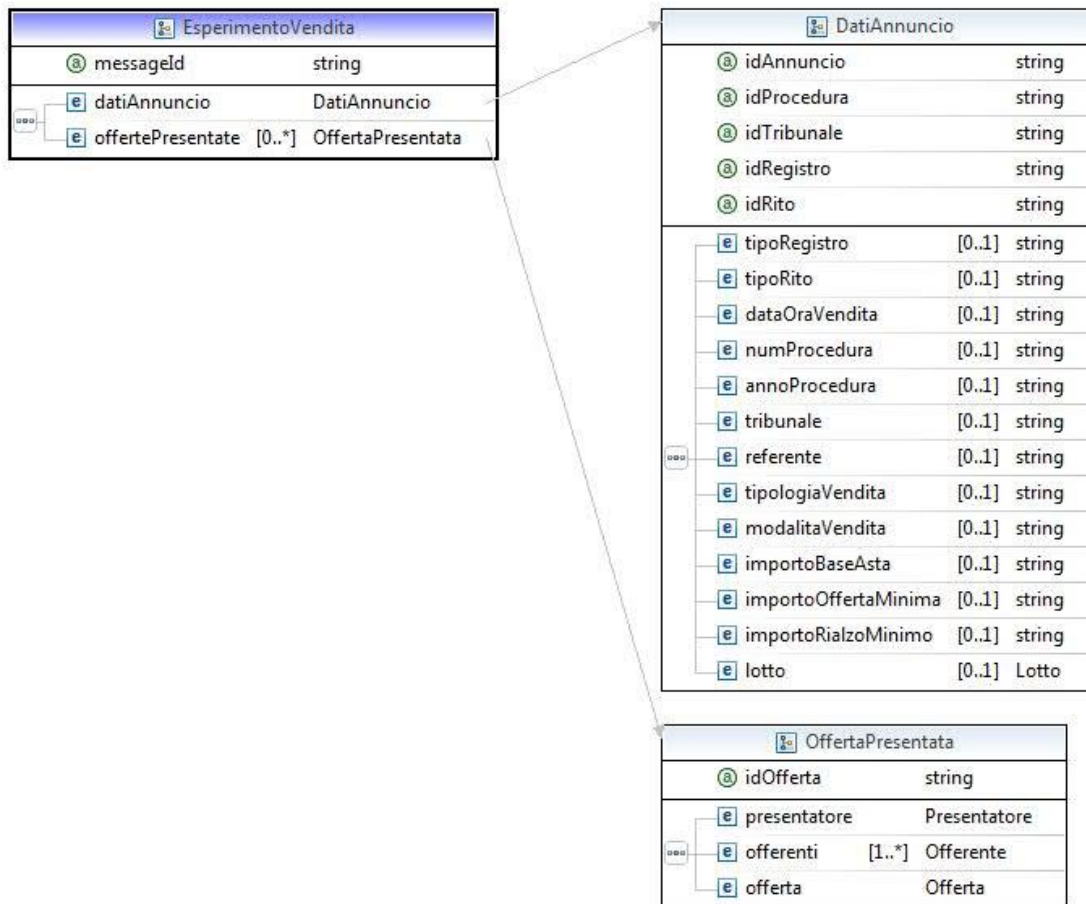 EsperimentoVendita
a messageId string
e datiAnnuncio DatiAnnuncio
e offertePresentate [0..*] OffertaPresentata
DatiAnnuncio
a idAnnuncio string
a idProcedura string
a idTribunale string
a idRegistro string
a idRito string
e tipoRegistro [0..1] string
e tipoRito [0..1] string
e dataOraVendita [0..1] string
e numProcedura [0..1] string
e annoProcedura [0..1] string
e tribunale [0..1] string
e referente [0..1] string
e tipologiaVendita [0..1] string
e modalitaVendita [0..1] string
e importoBaseAsta [0..1] string
e importoOffertaMinima [0..1] string
e importoRialzoMinimo [0..1] string
e lotto [0..1] Lotto
OffertaPresentata
a idOfferta string
e presentatore Presentatore
e offerenti [1..*] Offerente
e offerta Offerta